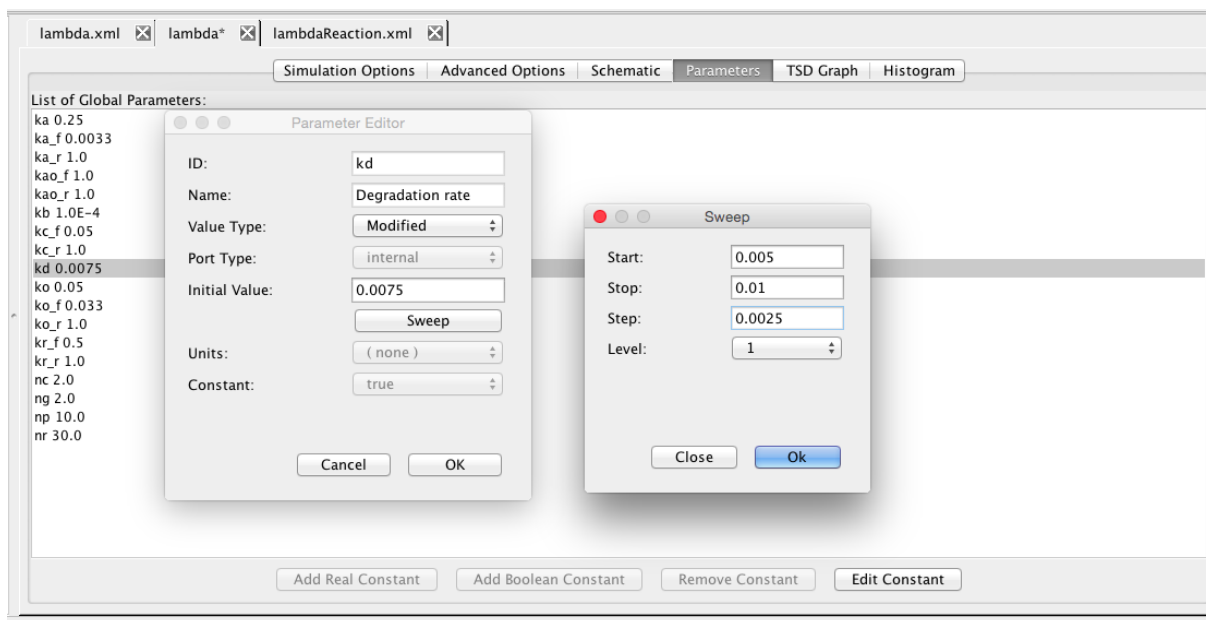 lambda.xml lambda* lambdaReaction.xml
Simulation Options Advanced Options Schematic Parameters TSD Graph Histogram
List of Global Parameters:
ka 0.25
ka_f 0.0033
ka_r 1.0
kao_f 1.0
kao_r 1.0
kb 1.0E-4
kc_f 0.05
kc_r 1.0
kd 0.0075
ko 0.05
ko_f 0.033
ko_r 1.0
kr_f 0.5
kr_r 1.0
nc 2.0
ng 2.0
np 10.0
nr 30.0
Parameter Editor
ID: kd
Name: Degradation rate
Value Type: Modified
Port Type: internal
Initial Value: 0.0075
Sweep
Units: ( none )
Constant: true
Cancel OK
Sweep
Start: 0.005
Stop: 0.01
Step: 0.0025
Level: 1
Close Ok
Add Real Constant Add Boolean Constant Remove Constant Edit Constant